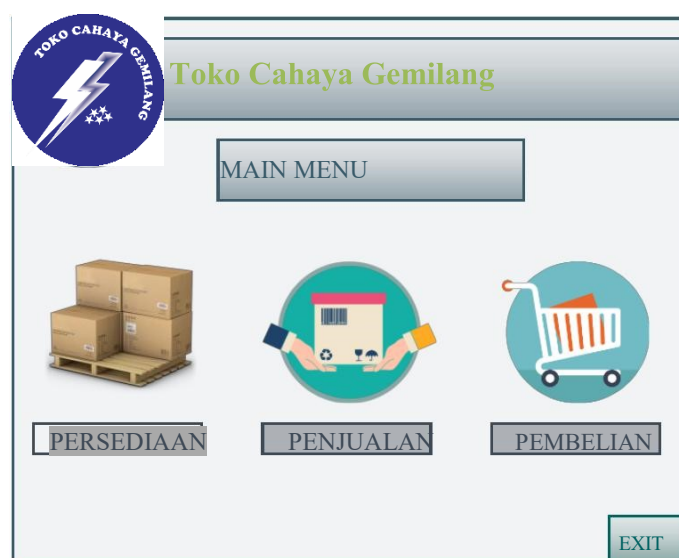 TOKO CAHAYA GEMILANG
Toko Cahaya Gemilang
MAIN MENU
PERSEDIAAN
PENJUALAN
PEMBELIAN
EXIT